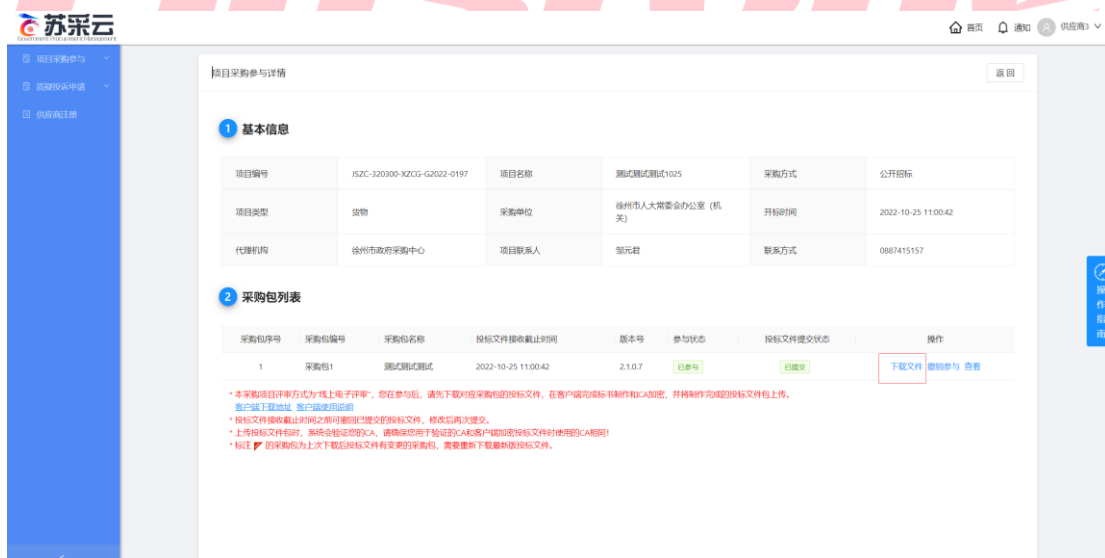 苏采云
首页 通知 供应商3
项目采购参与
质疑投诉申请
供应商注册
项目采购参与详情 返回
1 基本信息
项目编号 JSZC-320300-XZCG-G2022-0197 项目名称 测试测试测试1025 采购方式 公开招标
项目类型 货物 采购单位 徐州市人大常委会办公室（机
关） 开标时间 2022-10-25 11:00:42
代理机构 徐州市政府采购中心 项目联系人 邹元君 联系方式 0887415157
2 采购包列表
采购包序号 采购包编号 采购包名称 投标文件接收截止时间 版本号 参与状态 投标文件提交状态 操作
1 采购包1 测试测试测试 2022-10-25 11:00:42 2.1.0.7 已参与 已提交 下载文件 撤销参与 查看
* 本采购项目评审方式为"线上电子评审"，您在参与后，请先下载对应采购包的投标文件，在客户端完成标书制作和CA加密，并将制作完成的投标文件包上传。
客户端下载地址 客户端使用说明
* 投标文件接收截止时间之前可撤回已提交的投标文件，修改后再次提交。
* 上传投标文件包时，系统会验证您的CA，请确保您用于验证的CA和客户端加密投标文件时使用的CA相同！
* 标注 的采购包为上次下载后投标文件有变更的采购包，需要重新下载最新版投标文件。
操
作
指
南